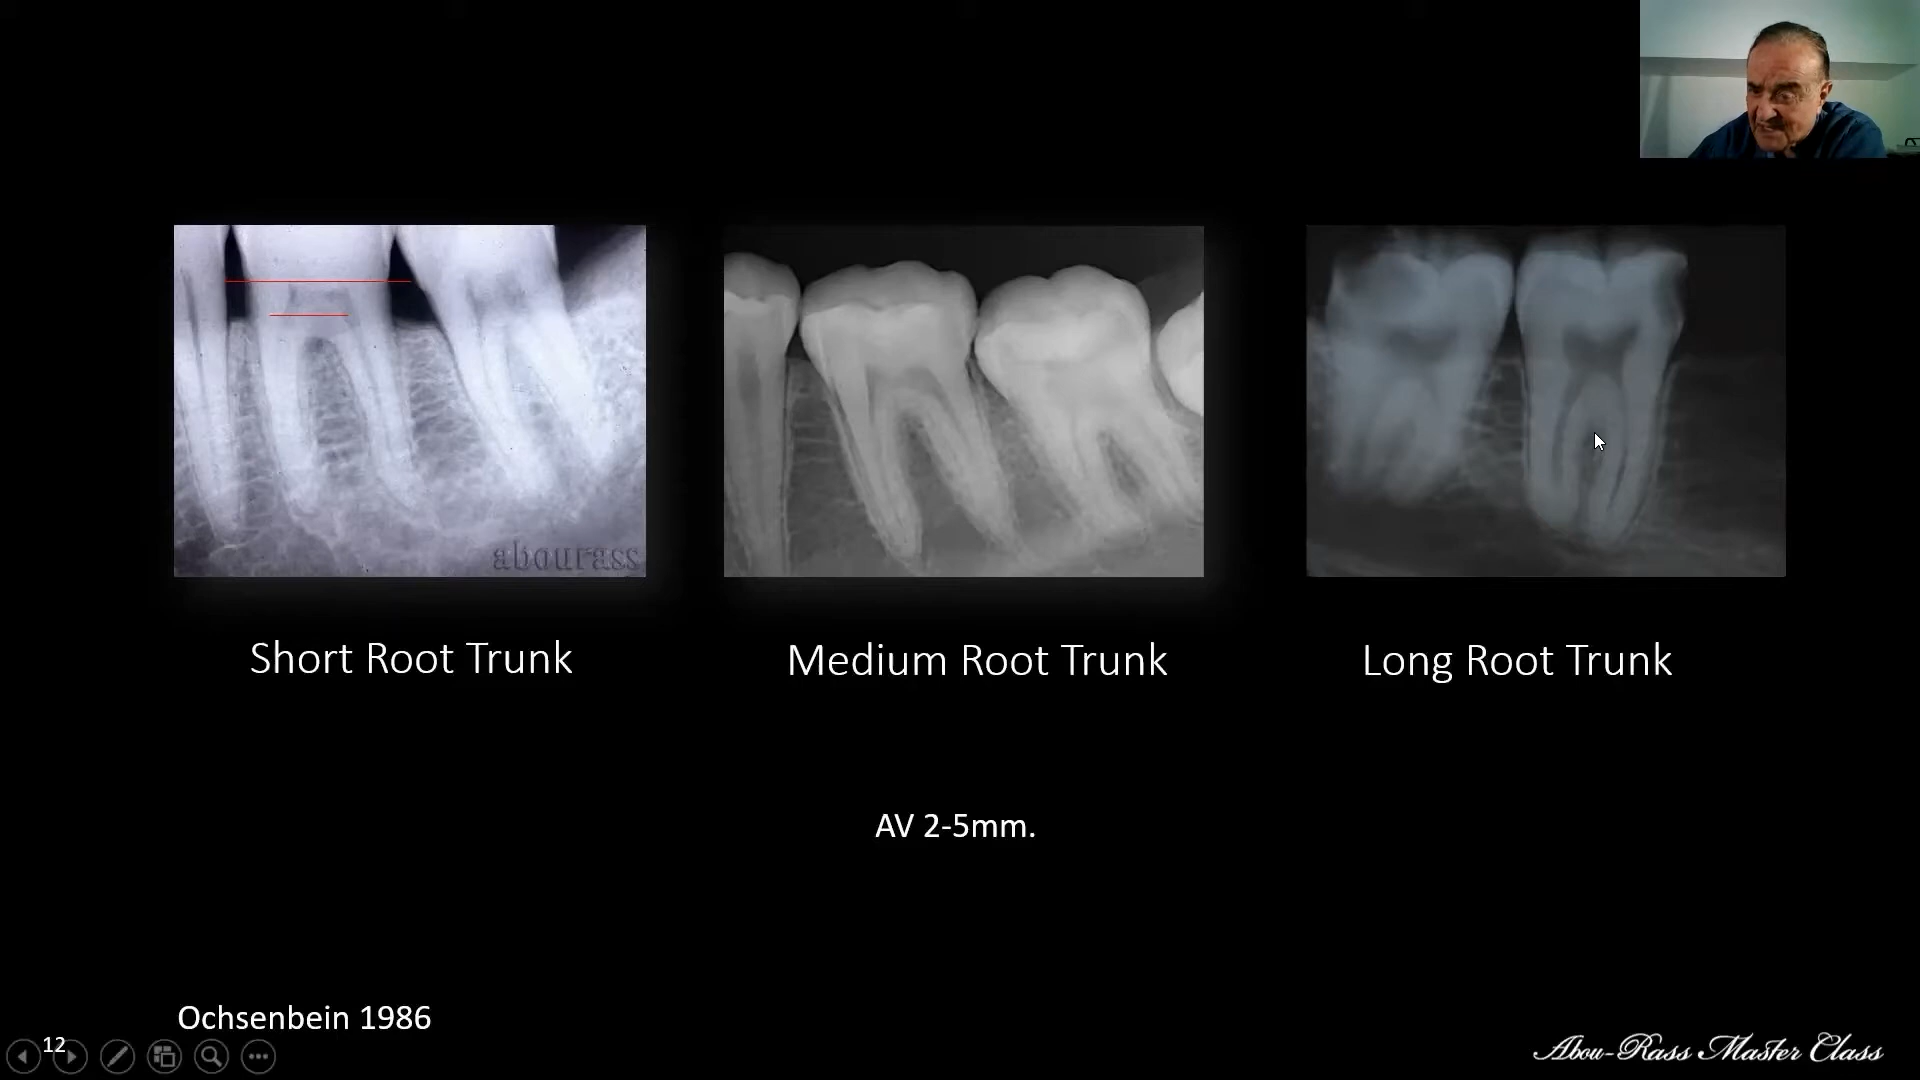 abourass
Short Root Trunk
Medium Root Trunk
Long Root Trunk
AV 2-5mm.
Ochsenbein 1986
12
Abou-Rass Master Class